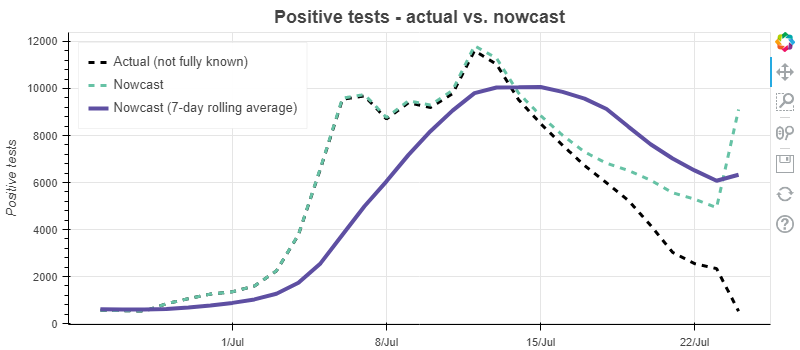 Positive tests - actual vs. nowcast
Actual (not fully known)
Nowcast
Nowcast (7-day rolling average)
Positive tests
12000
10000
8000
6000
4000
2000
0
1/Jul
8/Jul
15/Jul
22/Jul